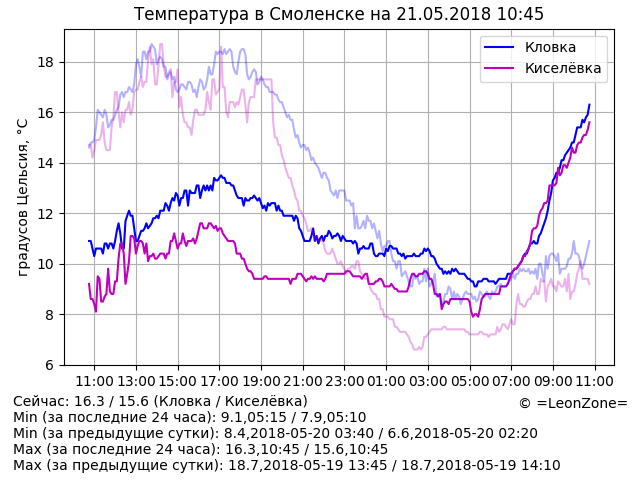 Температура в Смоленске на 21.05.2018 10:45
Кловка
Киселёвка
градусов Цельсия, °C
18
16
14
12
10
8
6
11:00 13:00 15:00 17:00 19:00 21:00 23:00 01:00 03:00 05:00 07:00 09:00 11:00
Сейчас: 16.3 / 15.6 (Кловка / Киселёвка)
© =LeonZone=
Min (за последние 24 часа): 9.1,05:15 / 7.9,05:10
Min (за предыдущие сутки): 8.4,2018-05-20 03:40 / 6.6,2018-05-20 02:20
Max (за последние 24 часа): 16.3,10:45 / 15.6,10:45
Max (за предыдущие сутки): 18.7,2018-05-19 13:45 / 18.7,2018-05-19 14:10